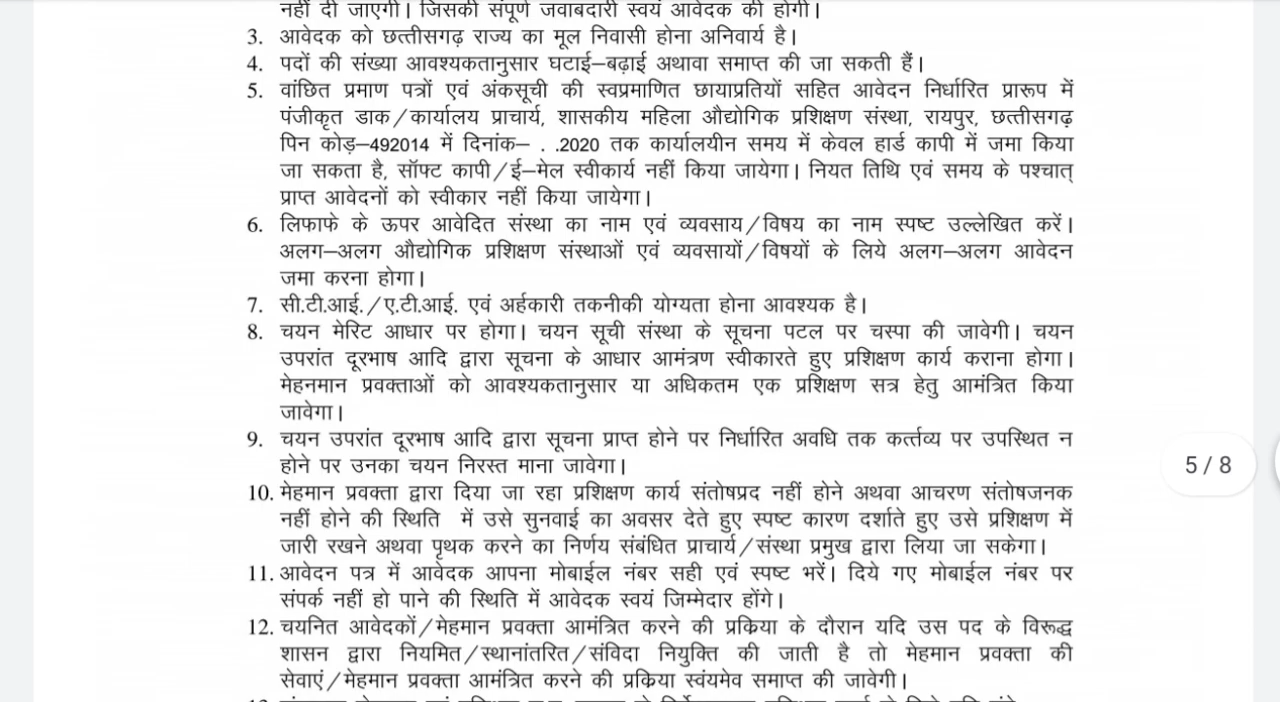 नहीं दी जाएगी। जिसकी संपूर्ण जवाबदारी स्वयं आवेदक की होगी।
3. आवेदक को छत्तीसगढ़ राज्य का मूल निवासी होना अनिवार्य है।
4. पदों की संख्या आवश्यकतानुसार घटाई–बढ़ाई अथावा समाप्त की जा सकती हैं।
5. वांछित प्रमाण पत्रों एवं अंकसूची की स्वप्रमाणित छायाप्रतियों सहित आवेदन निर्धारित प्रारूप में
पंजीकृत डाक/कार्यालय प्राचार्य, शासकीय महिला औद्योगिक प्रशिक्षण संस्था, रायपुर, छत्तीसगढ़
पिन कोड़–492014 में दिनांक– . .2020 तक कार्यालयीन समय में केवल हार्ड कापी में जमा किया
जा सकता है, सॉफ्ट कापी/ई–मेल स्वीकार्य नहीं किया जायेगा। नियत तिथि एवं समय के पश्चात्
प्राप्त आवेदनों को स्वीकार नहीं किया जायेगा।
6. लिफाफे के ऊपर आवेदित संस्था का नाम एवं व्यवसाय/विषय का नाम स्पष्ट उल्लेखित करें।
अलग–अलग औद्योगिक प्रशिक्षण संस्थाओं एवं व्यवसायों/विषयों के लिये अलग–अलग आवेदन
जमा करना होगा।
7. सी.टी.आई./ए.टी.आई. एवं अर्हकारी तकनीकी योग्यता होना आवश्यक है।
8. चयन मेरिट आधार पर होगा। चयन सूची संस्था के सूचना पटल पर चस्पा की जावेगी। चयन
उपरांत दूरभाष आदि द्वारा सूचना के आधार आमंत्रण स्वीकारते हुए प्रशिक्षण कार्य कराना होगा।
मेहनमान प्रवक्ताओं को आवश्यकतानुसार या अधिकतम एक प्रशिक्षण सत्र हेतु आमंत्रित किया
जावेगा।
9. चयन उपरांत दूरभाष आदि द्वारा सूचना प्राप्त होने पर निर्धारित अवधि तक कर्त्तव्य पर उपस्थित न
होने पर उनका चयन निरस्त माना जावेगा।
10. मेहमान प्रवक्ता द्वारा दिया जा रहा प्रशिक्षण कार्य संतोषप्रद नहीं होने अथवा आचरण संतोषजनक
नहीं होने की स्थिति में उसे सुनवाई का अवसर देते हुए स्पष्ट कारण दर्शाते हुए उसे प्रशिक्षण में
जारी रखने अथवा पृथक करने का निर्णय संबंधित प्राचार्य/संस्था प्रमुख द्वारा लिया जा सकेगा।
11. आवेदन पत्र में आवेदक आपना मोबाईल नंबर सही एवं स्पष्ट भरें। दिये गए मोबाईल नंबर पर
संपर्क नहीं हो पाने की स्थिति में आवेदक स्वयं जिम्मेदार होंगे।
12. चयनित आवेदकों/मेहमान प्रवक्ता आमंत्रित करने की प्रक्रिया के दौरान यदि उस पद के विरूद्ध
शासन द्वारा नियमित/स्थानांतरित/संविदा नियुक्ति की जाती है तो मेहमान प्रवक्ता की
सेवाएं/मेहमान प्रवक्ता आमंत्रित करने की प्रकिया स्वंयमेव समाप्त की जावेगी।
5/8